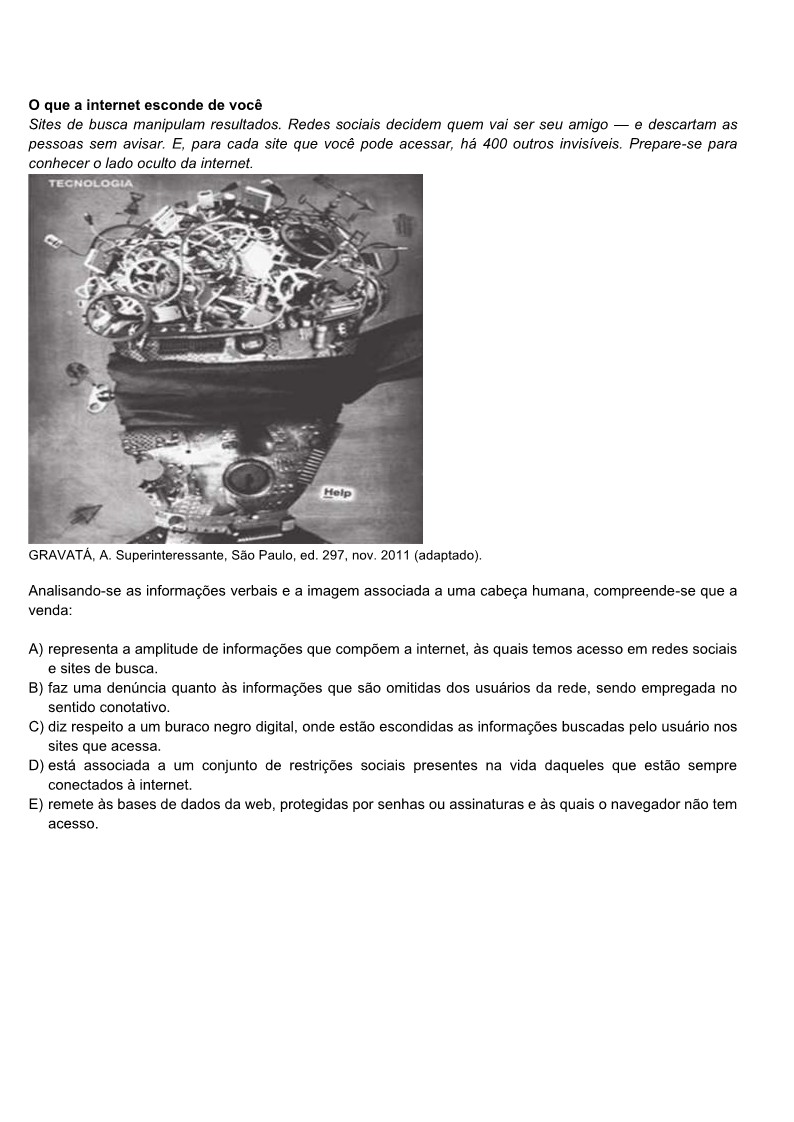 O que a internet esconde de você
Sites de busca manipulam resultados. Redes sociais decidem quem vai ser seu amigo — e descartam as
pessoas sem avisar. E, para cada site que você pode acessar, há 400 outros invisíveis. Prepare-se para
conhecer o lado oculto da internet.
TECNOLOGIA
Help
GRAVATÁ, A. Superinteressante, São Paulo, ed. 297, nov. 2011 (adaptado).
Analisando-se as informações verbais e a imagem associada a uma cabeça humana, compreende-se que a
venda:
A) representa a amplitude de informações que compõem a internet, às quais temos acesso em redes sociais
e sites de busca.
B) faz uma denúncia quanto às informações que são omitidas dos usuários da rede, sendo empregada no
sentido conotativo.
C) diz respeito a um buraco negro digital, onde estão escondidas as informações buscadas pelo usuário nos
sites que acessa.
D) está associada a um conjunto de restrições sociais presentes na vida daqueles que estão sempre
conectados à internet.
E) remete às bases de dados da web, protegidas por senhas ou assinaturas e às quais o navegador não tem
acesso.